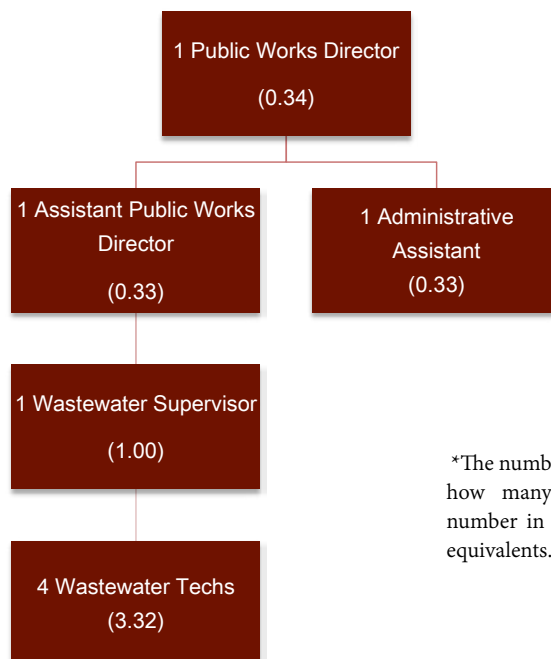 1 Public Works Director
(0.34)
1 Assistant Public Works
Director
(0.33)
1 Administrative
Assistant
(0.33)
1 Wastewater Supervisor
(1.00)
4 Wastewater Techs
(3.32)
*The numb
how many
number in
equivalents.